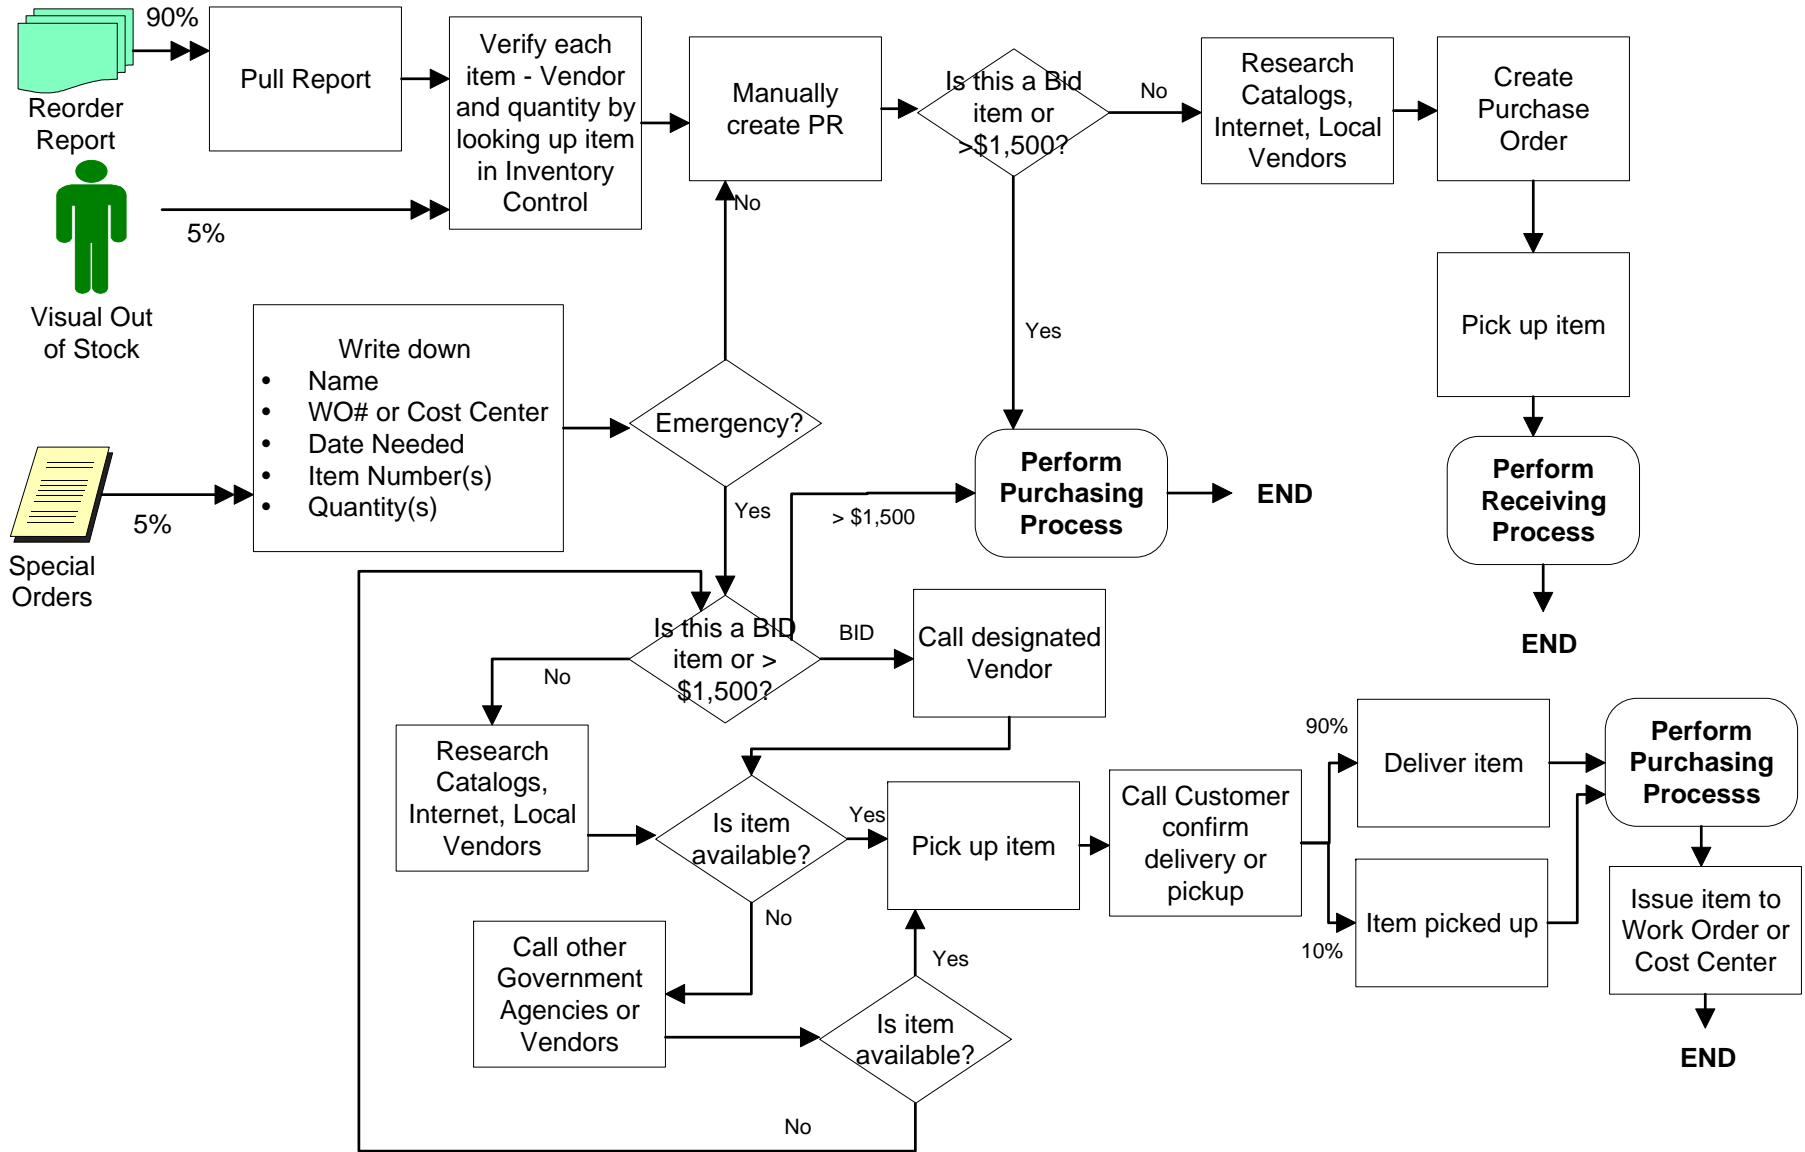 90%
Reorder
Report
Pull Report
Verify each
item - Vendor
and quantity by
looking up item
in Inventory
Control
Manually
create PR
Is this a Bid
item or
>$1,500?
No
Research
Catalogs,
Internet, Local
Vendors
Create
Purchase
Order
5%
Visual Out
of Stock
No
Yes
Pick up item
Write down
• Name
• WO# or Cost Center
• Date Needed
• Item Number(s)
• Quantity(s)
Emergency?
Perform
Purchasing
Process
END
Perform
Receiving
Process
END
5%
Special
Orders
Yes
> $1,500
Is this a BID
item or >
$1,500?
BID
Call designated
Vendor
No
Research
Catalogs,
Internet, Local
Vendors
Is item
available?
Yes
Pick up item
Call Customer
confirm
delivery or
pickup
90%
Deliver item
Perform
Purchasing
Processs
10%
Item picked up
Issue item to
Work Order or
Cost Center
END
No
Call other
Government
Agencies or
Vendors
Yes
Is item
available?
No